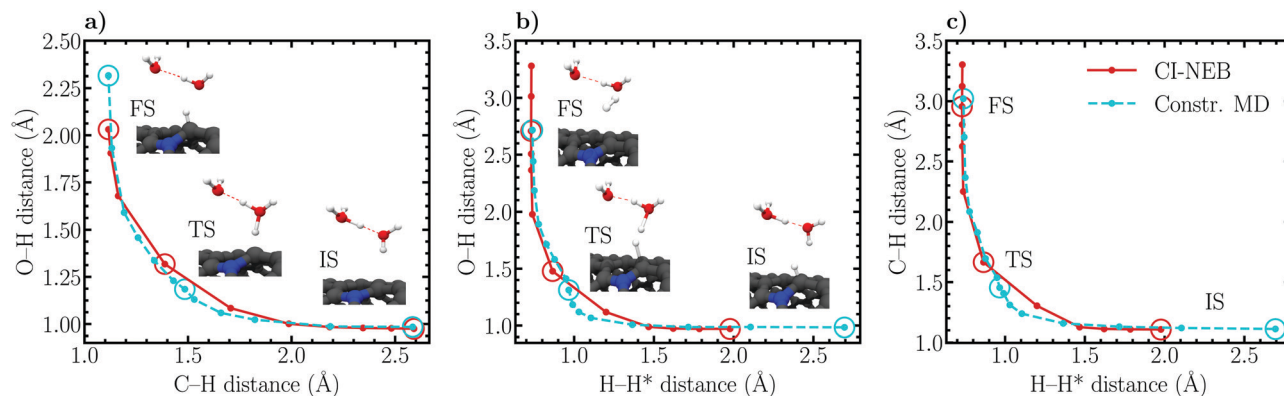 a)
2.50
2.25
2.00
1.75
1.50
1.25
1.00
O–H distance (Å)
FS
TS
IS
1.0
1.5
2.0
2.5
C–H distance (Å)
b)
3.5
3.0
2.5
2.0
1.5
1.0
O–H distance (Å)
FS
TS
IS
1.0
1.5
2.0
2.5
H–H* distance (Å)
c)
3.5
3.0
2.5
2.0
1.5
1.0
C–H distance (Å)
CI-NEB
Constr. MD
FS
TS
IS
1.0
1.5
2.0
2.5
H–H* distance (Å)